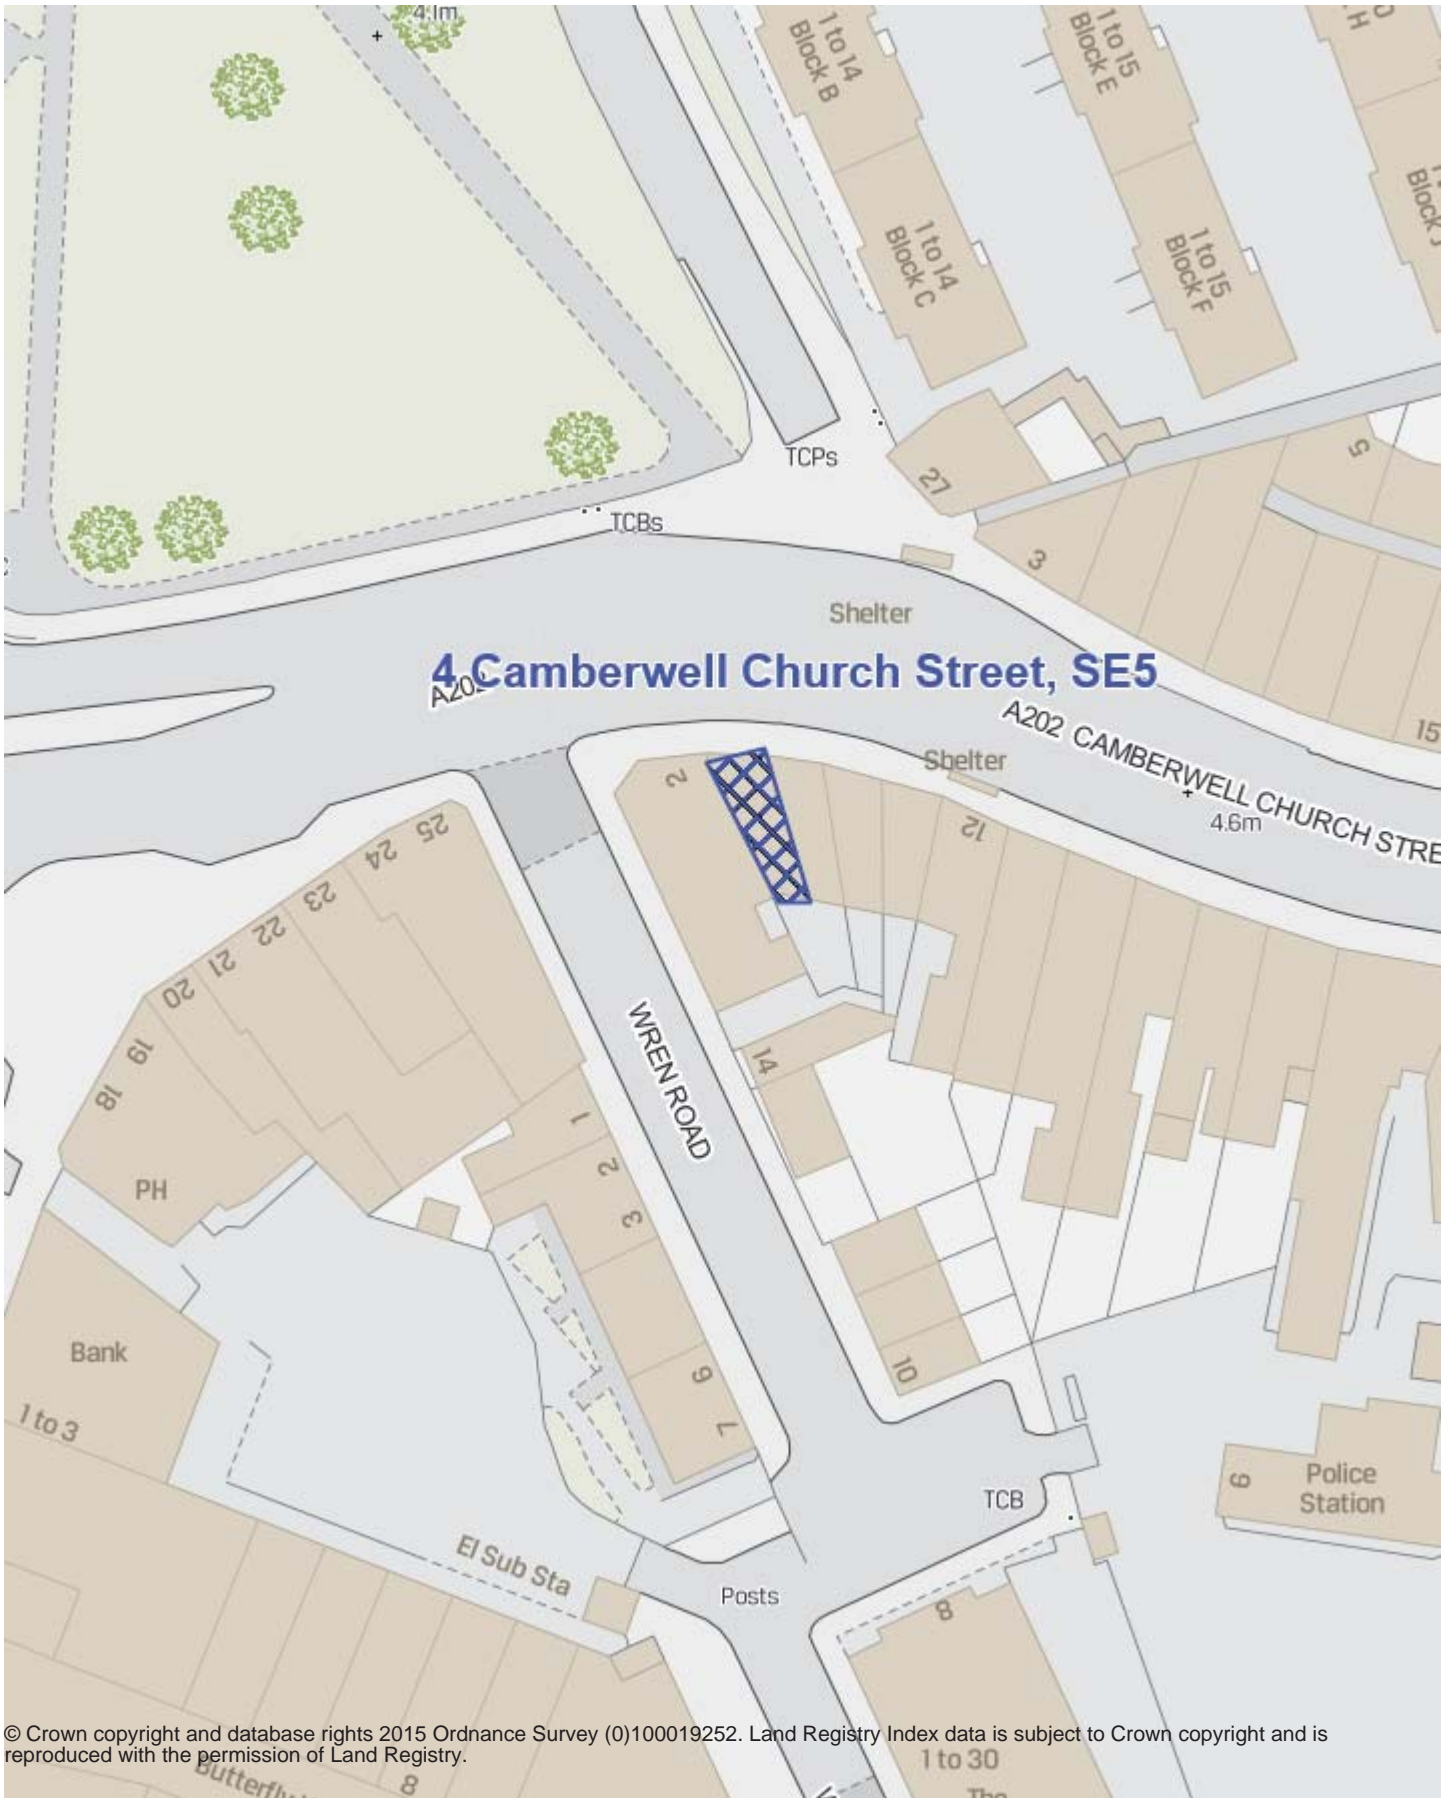 4.1m
1 to 14
Block B
1 to 15
Block E
H
1 to 14
Block C
1 to 15
Block F
Block J
TCPs
27
5
TCBs
3
Shelter
4 Camberwell Church Street, SE5
A202
A202 CAMBERWELL CHURCH STRE
15
2
Shelter
4.6m
12
25
24
23
22
21
20
19
18
WREN ROAD
14
1
2
3
PH
Bank
1 to 3
6
7
10
TCB
9
Police
Station
El Sub Sta
Posts
8
© Crown copyright and database rights 2015 Ordnance Survey (0)100019252. Land Registry Index data is subject to Crown copyright and is
reproduced with the permission of Land Registry.
1 to 30
Butterfly
8
The